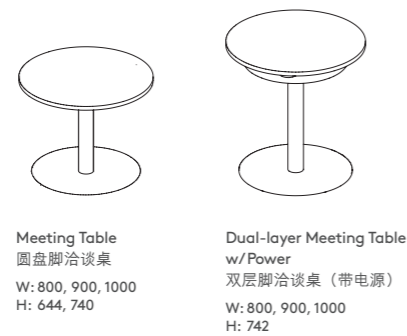 Meeting Table
圆盘脚洽谈桌
W: 800, 900, 1000
H: 644, 740
Dual-layer Meeting Table
w/Power
双层脚洽谈桌（带电源）
W: 800, 900, 1000
H: 742